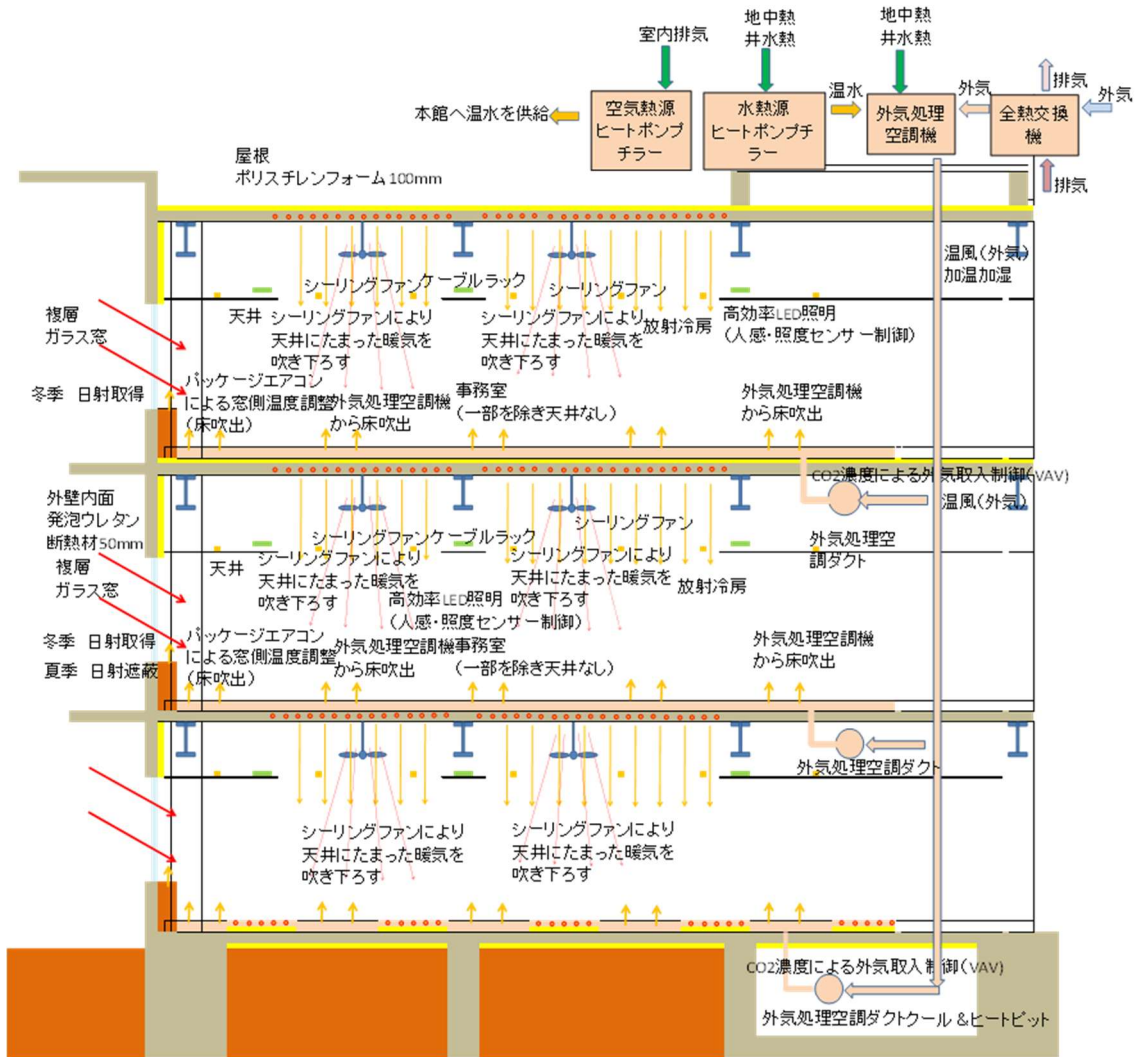 室内排気
地中熱
井水熱
地中熱
井水熱
排気
外気
外気
温水
本館へ温水を供給
空気熱源
ヒートポンプ
チラー
水熱源
ヒートポンプチ
ラー
外気処理
空調機
全熱交換
機
排気
屋根
ポリスチレンフォーム100mm
温風(外気)
加温加湿
シーリングファン
ケーブルラック
シーリングファン
複層
ガラス窓
天井
シーリングファンにより
天井にたまった暖気を
吹き下ろす
シーリングファンにより
天井にたまった暖気を
吹き下ろす
放射冷房
高効率LED照明
(人感・照度センサー制御)
冬季 日射取得
パッケージエアコン
による窓側温度調整
(床吹出)
外気処理空調機
から床吹出
事務室
(一部を除き天井なし)
外気処理空調機
から床吹出
CO2濃度による外気取入制御(VAV)
温風(外気)
外壁内面
発泡ウレタン
断熱材50mm
複層
ガラス窓
シーリングファン
ケーブルラック
シーリングファン
外気処理空
調ダクト
天井
シーリングファンにより
天井にたまった暖気を
吹き下ろす
シーリングファンにより
天井にたまった暖気を
吹き下ろす
放射冷房
高効率LED照明
(人感・照度センサー制御)
冬季 日射取得
夏季 日射遮蔽
パッケージエアコン
による窓側温度調整
(床吹出)
外気処理空調機
から床吹出
事務室
(一部を除き天井なし)
外気処理空調機
から床吹出
外気処理空調ダクト
シーリングファンにより
天井にたまった暖気を
吹き下ろす
シーリングファンにより
天井にたまった暖気を
吹き下ろす
CO2濃度による外気取入制御(VAV)
外気処理空調ダクトクール&ヒートピット